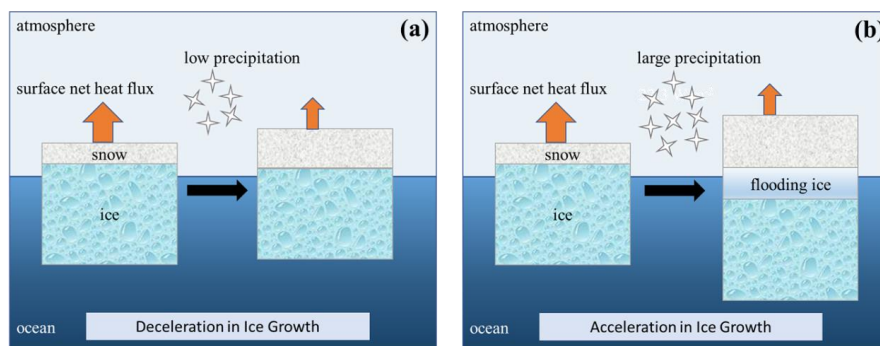 atmosphere
(a)
low precipitation
surface net heat flux
snow
ice
ocean
Deceleration in Ice Growth
atmosphere
(b)
large precipitation
surface net heat flux
snow
flooding ice
ice
ocean
Acceleration in Ice Growth